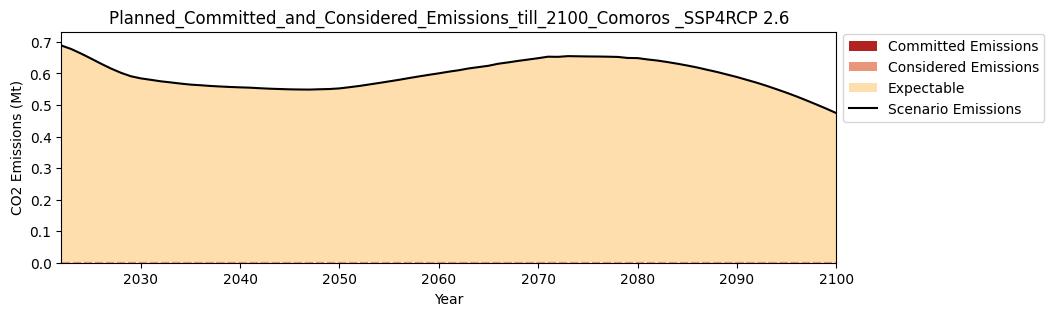 Planned_Committed_and_Considered_Emissions_till_2100_Comoros _SSP4RCP 2.6
CO2 Emissions (Mt)
0.7
0.6
0.5
0.4
0.3
0.2
0.1
0.0
2030 2040 2050 2060 2070 2080 2090 2100
Year
Committed Emissions
Considered Emissions
Expectable
Scenario Emissions